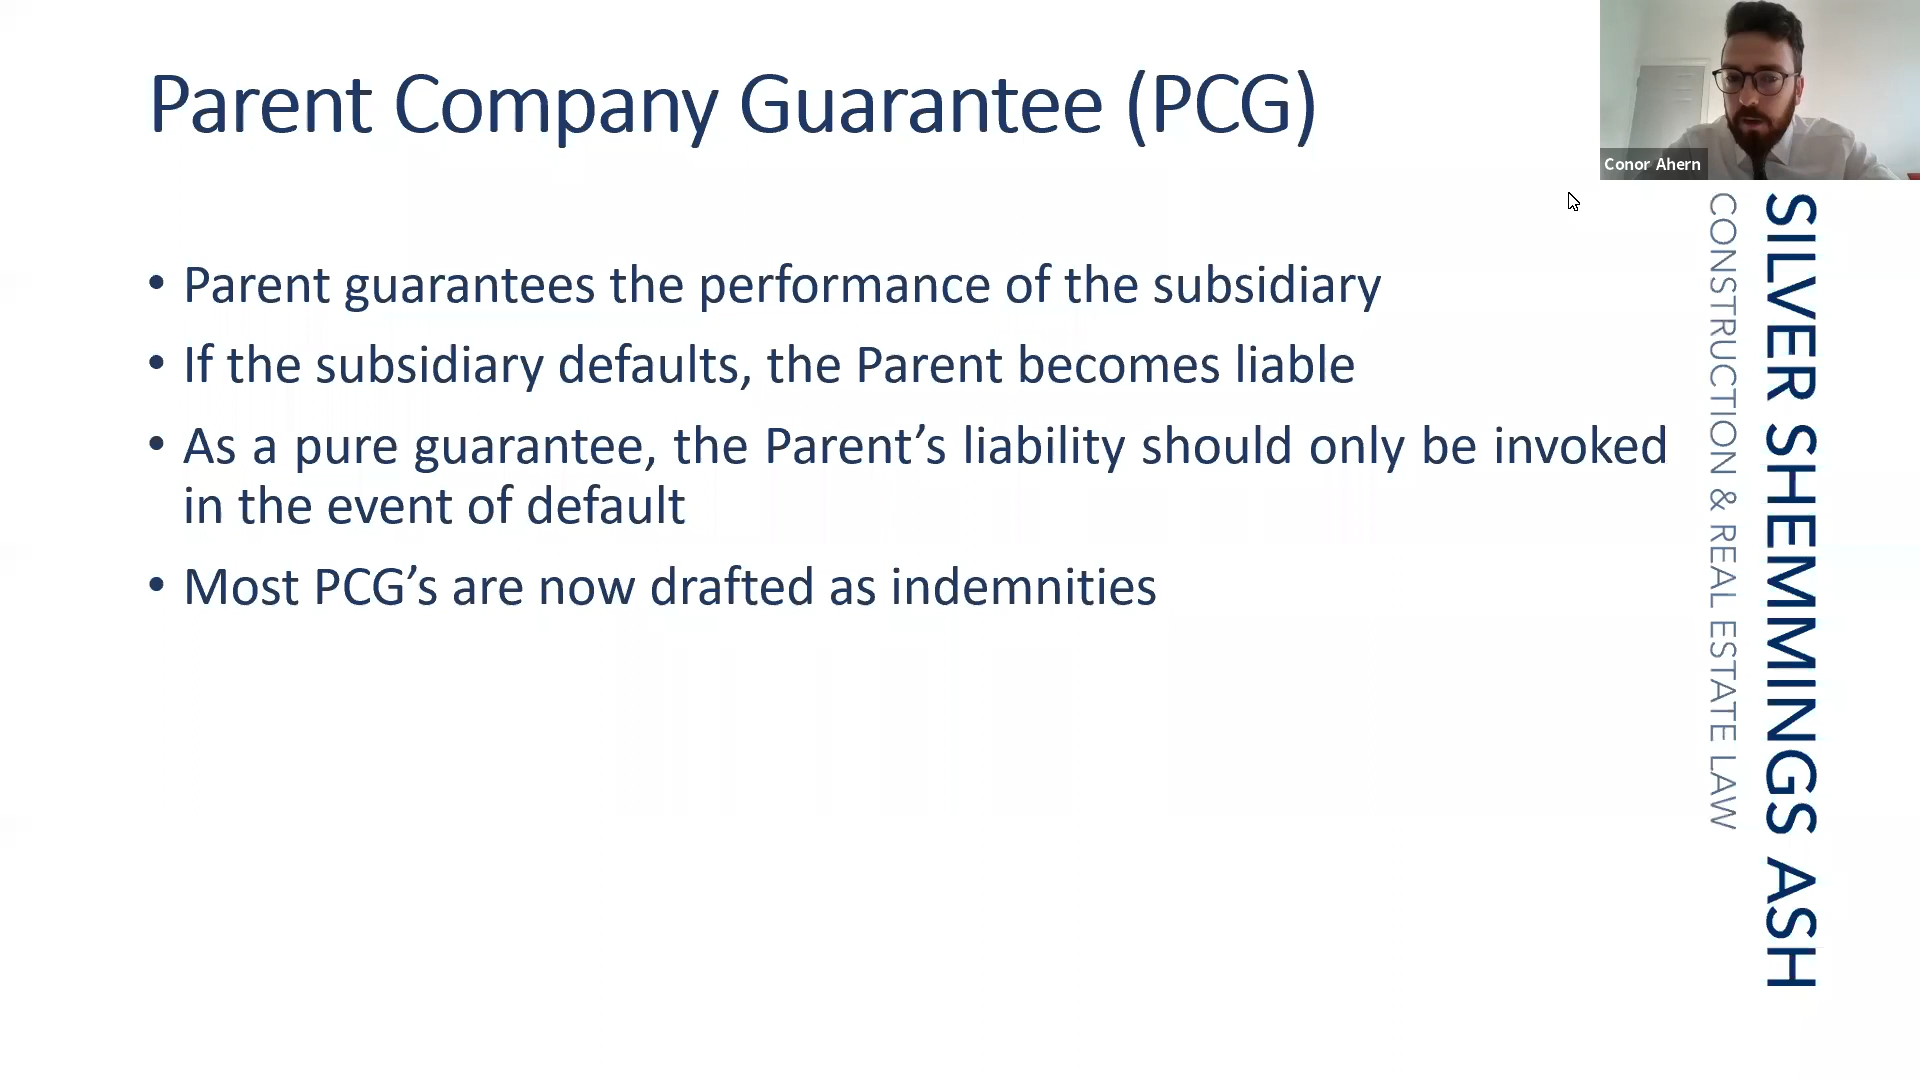 Parent Company Guarantee (PCG)
Conor Ahern
• Parent guarantees the performance of the subsidiary
• If the subsidiary defaults, the Parent becomes liable
• As a pure guarantee, the Parent’s liability should only be invoked
in the event of default
• Most PCG’s are now drafted as indemnities
SILVER SHEMMINGS ASH
CONSTRUCTION & REAL ESTATE LAW